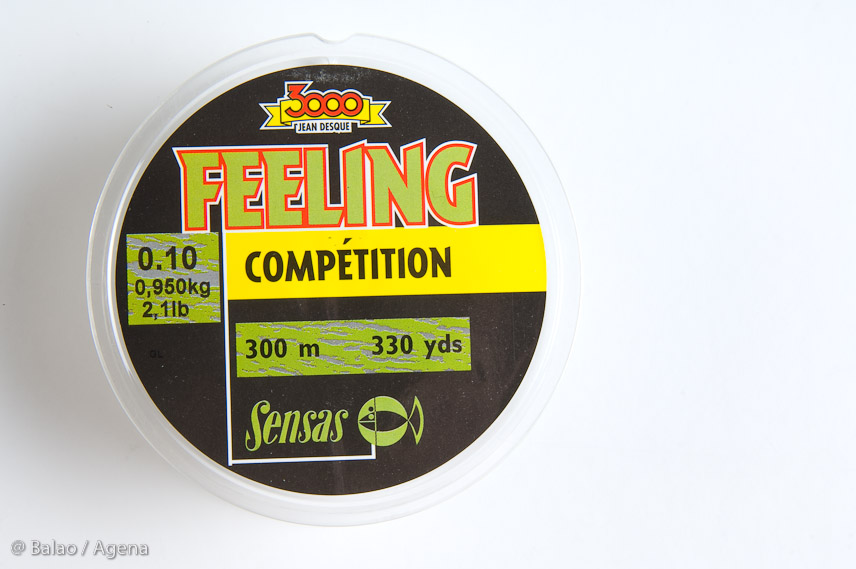 3000
JEAN DESQUE
FEELING
COMPÉTITION
0.10
0,950kg
2,1lb
300 m 330 yds
Sensas
@ Balao / Agena